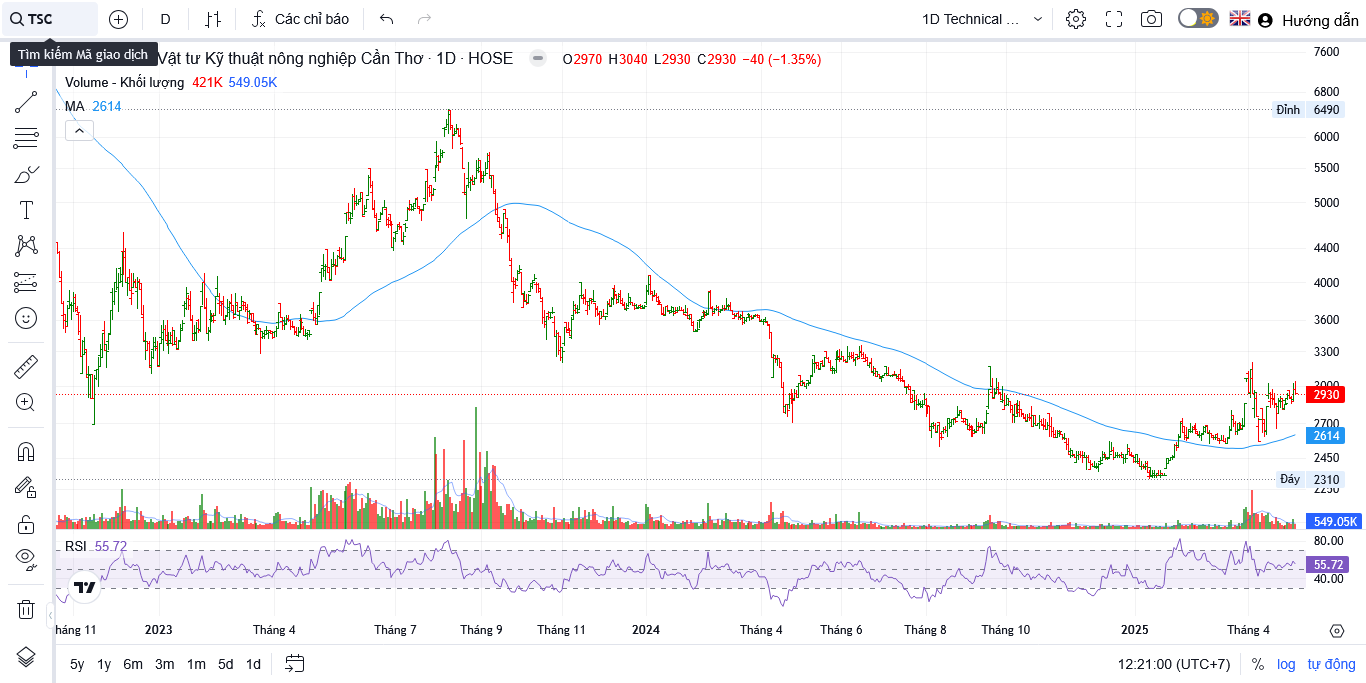 TSC
D
Các chỉ báo
1D Technical ...
Hướng dẫn
Tìm kiếm Mã giao dịch
Vật tư Kỹ thuật nông nghiệp Cần Thơ · 1D · HOSE
O2970 H3040 L2930 C2930 −40 (−1.35%)
Volume - Khối lượng 421K 549.05K
MA 2614
7600
6800
Đỉnh 6490
6000
5500
5000
4400
4000
3600
3300
2930
2700
2614
2450
Đáy 2310
549.05K
RSI 55.72
80.00
55.72
40.00
háng 11 2023 Tháng 4 Tháng 7 Tháng 9 Tháng 11 2024 Tháng 4 Tháng 6 Tháng 8 Tháng 10 2025 Tháng 4
5y 1y 6m 3m 1m 5d 1d
12:21:00 (UTC+7) % log tự động